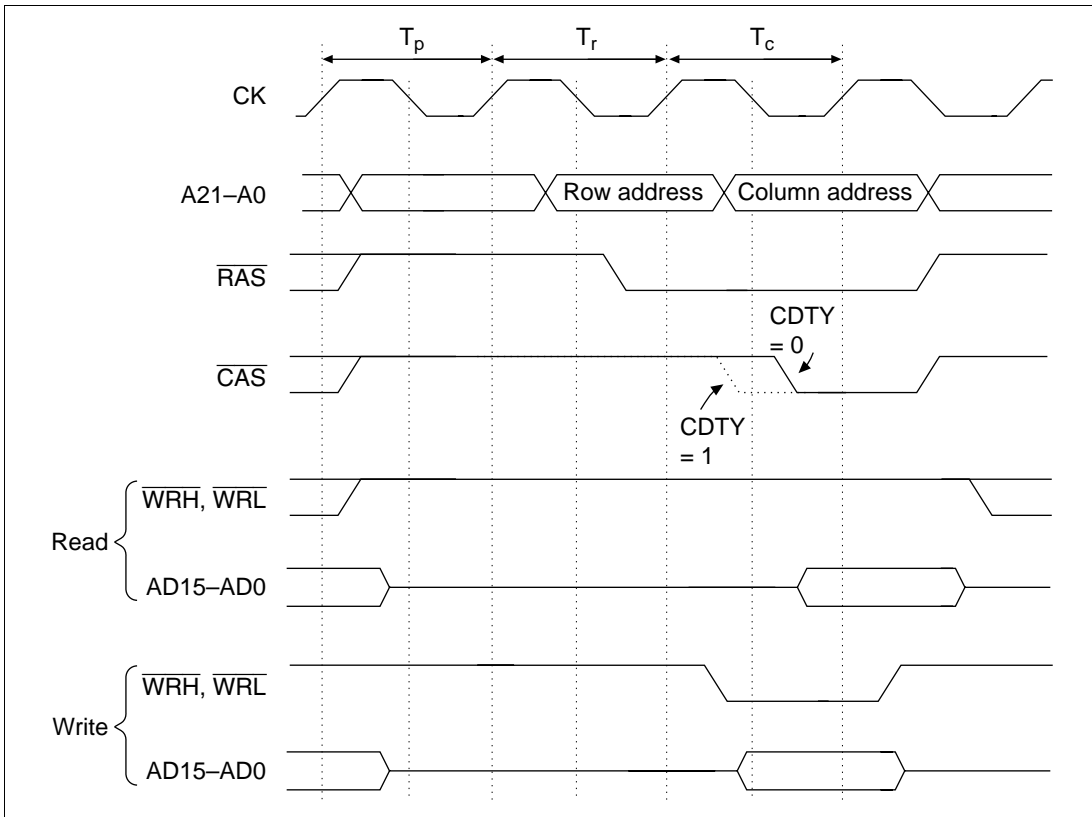 Tp Tr Tc
CK
A21–A0 Row address Column address
RAS
CDTY
= 0
CAS
CDTY
= 1
WRH, WRL
Read
AD15–AD0
WRH, WRL
Write
AD15–AD0